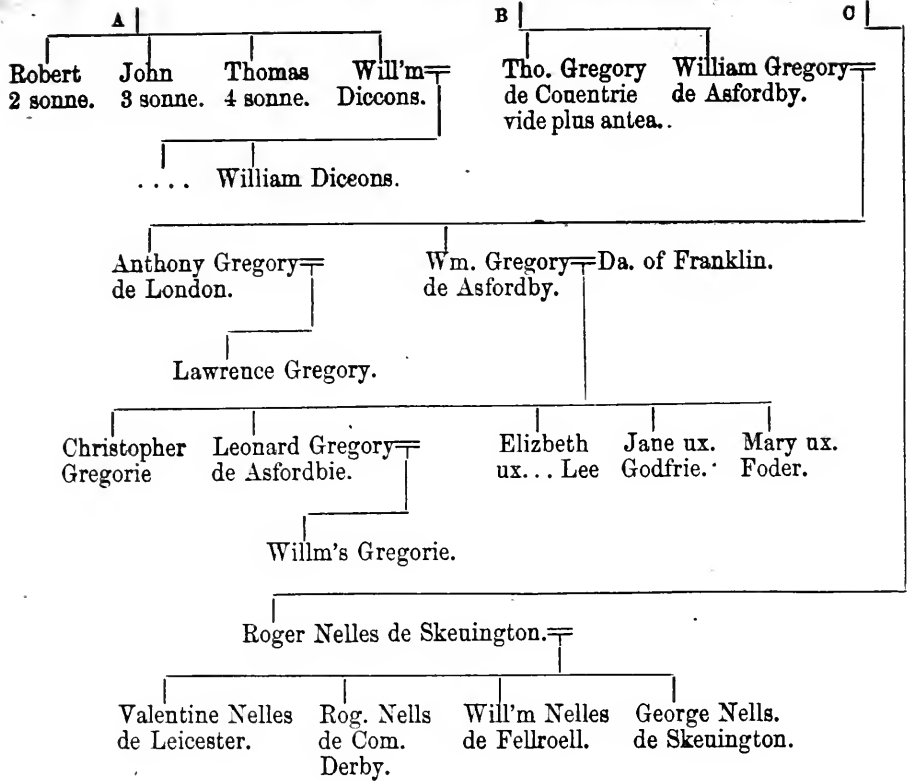 A B C
Robert John Thomas Will'm Tho. Gregory William Gregory
2 sonne. 3 sonne. 4 sonne. Diccons. de Couentrie de Asfordby.
vide plus antea..
.... William Diceons.
Anthony Gregory Wm. Gregory Da. of Franklin.
de London. de Asfordby.
Lawrence Gregory.
Christopher Leonard Gregory Elizbeth Jane ux. Mary ux.
Gregorie de Asfordbie. ux... Lee Godfrie. Foder.
Willm's Gregorie.
Roger Nelles de Skeuington.
Valentine Nelles Rog. Nells Will'm Nelles George Nells.
de Leicester. de Com. de Fellroell. de Skeuington.
Derby.